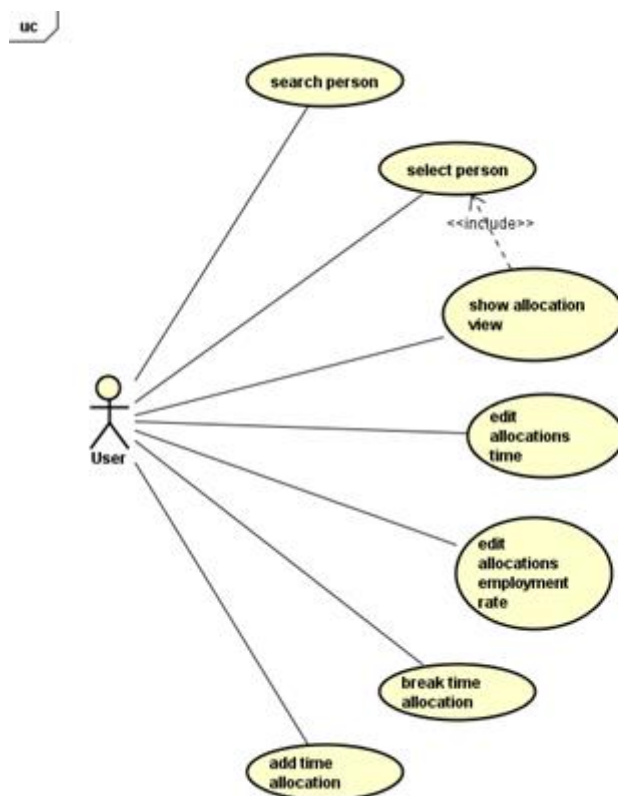 uc
search person
select person
<<include>>
show allocation
view
edit
allocations
time
User
edit
allocations
employment
rate
break time
allocation
add time
allocation